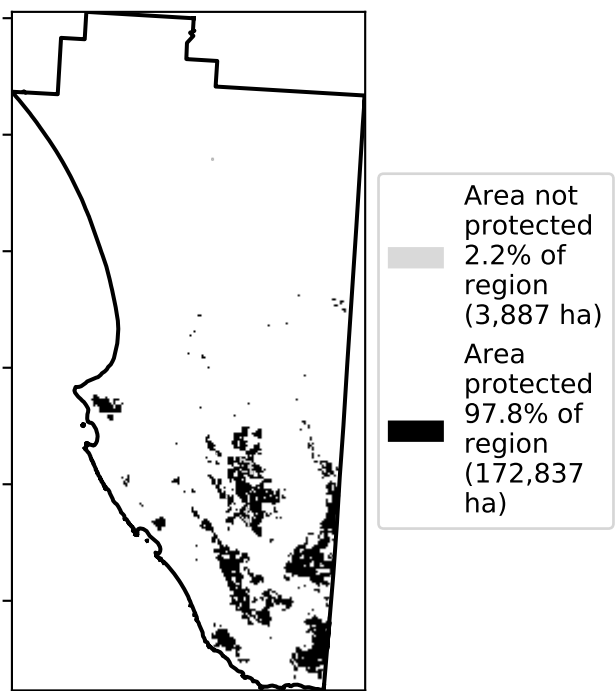 Area not
protected
2.2% of
region
(3,887 ha)
Area
protected
97.8% of
region
(172,837
ha)